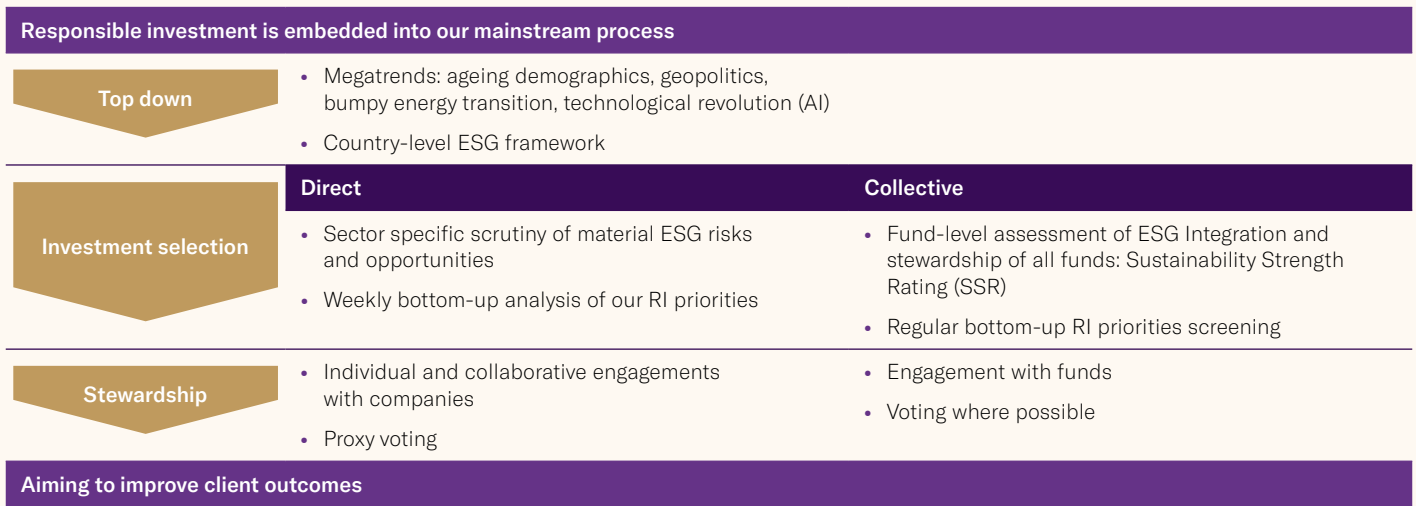 Responsible investment is embedded into our mainstream process
Top down
• Megatrends: ageing demographics, geopolitics,
bumpy energy transition, technological revolution (AI)
• Country-level ESG framework
Direct
Collective
Investment selection
• Sector specific scrutiny of material ESG risks
and opportunities
• Weekly bottom-up analysis of our RI priorities
• Fund-level assessment of ESG Integration and
stewardship of all funds: Sustainability Strength
Rating (SSR)
• Regular bottom-up RI priorities screening
Stewardship
• Individual and collaborative engagements
with companies
• Proxy voting
• Engagement with funds
• Voting where possible
Aiming to improve client outcomes